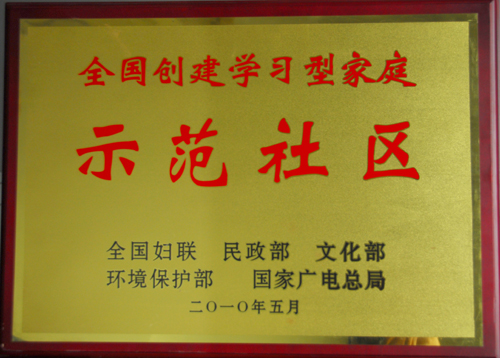 全国创建学习型家庭
示范社区
全国妇联 民政部 文化部
环境保护部 国家广电总局
二〇一〇年五月